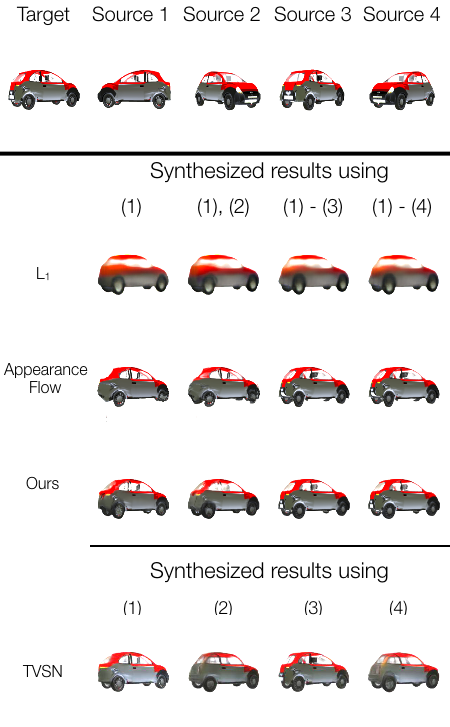 Target Source 1 Source 2 Source 3 Source 4
Synthesized results using
(1) (1), (2) (1) - (3) (1) - (4)
L₁
Appearance
Flow
Ours
Synthesized results using
(1) (2) (3) (4)
TVSN